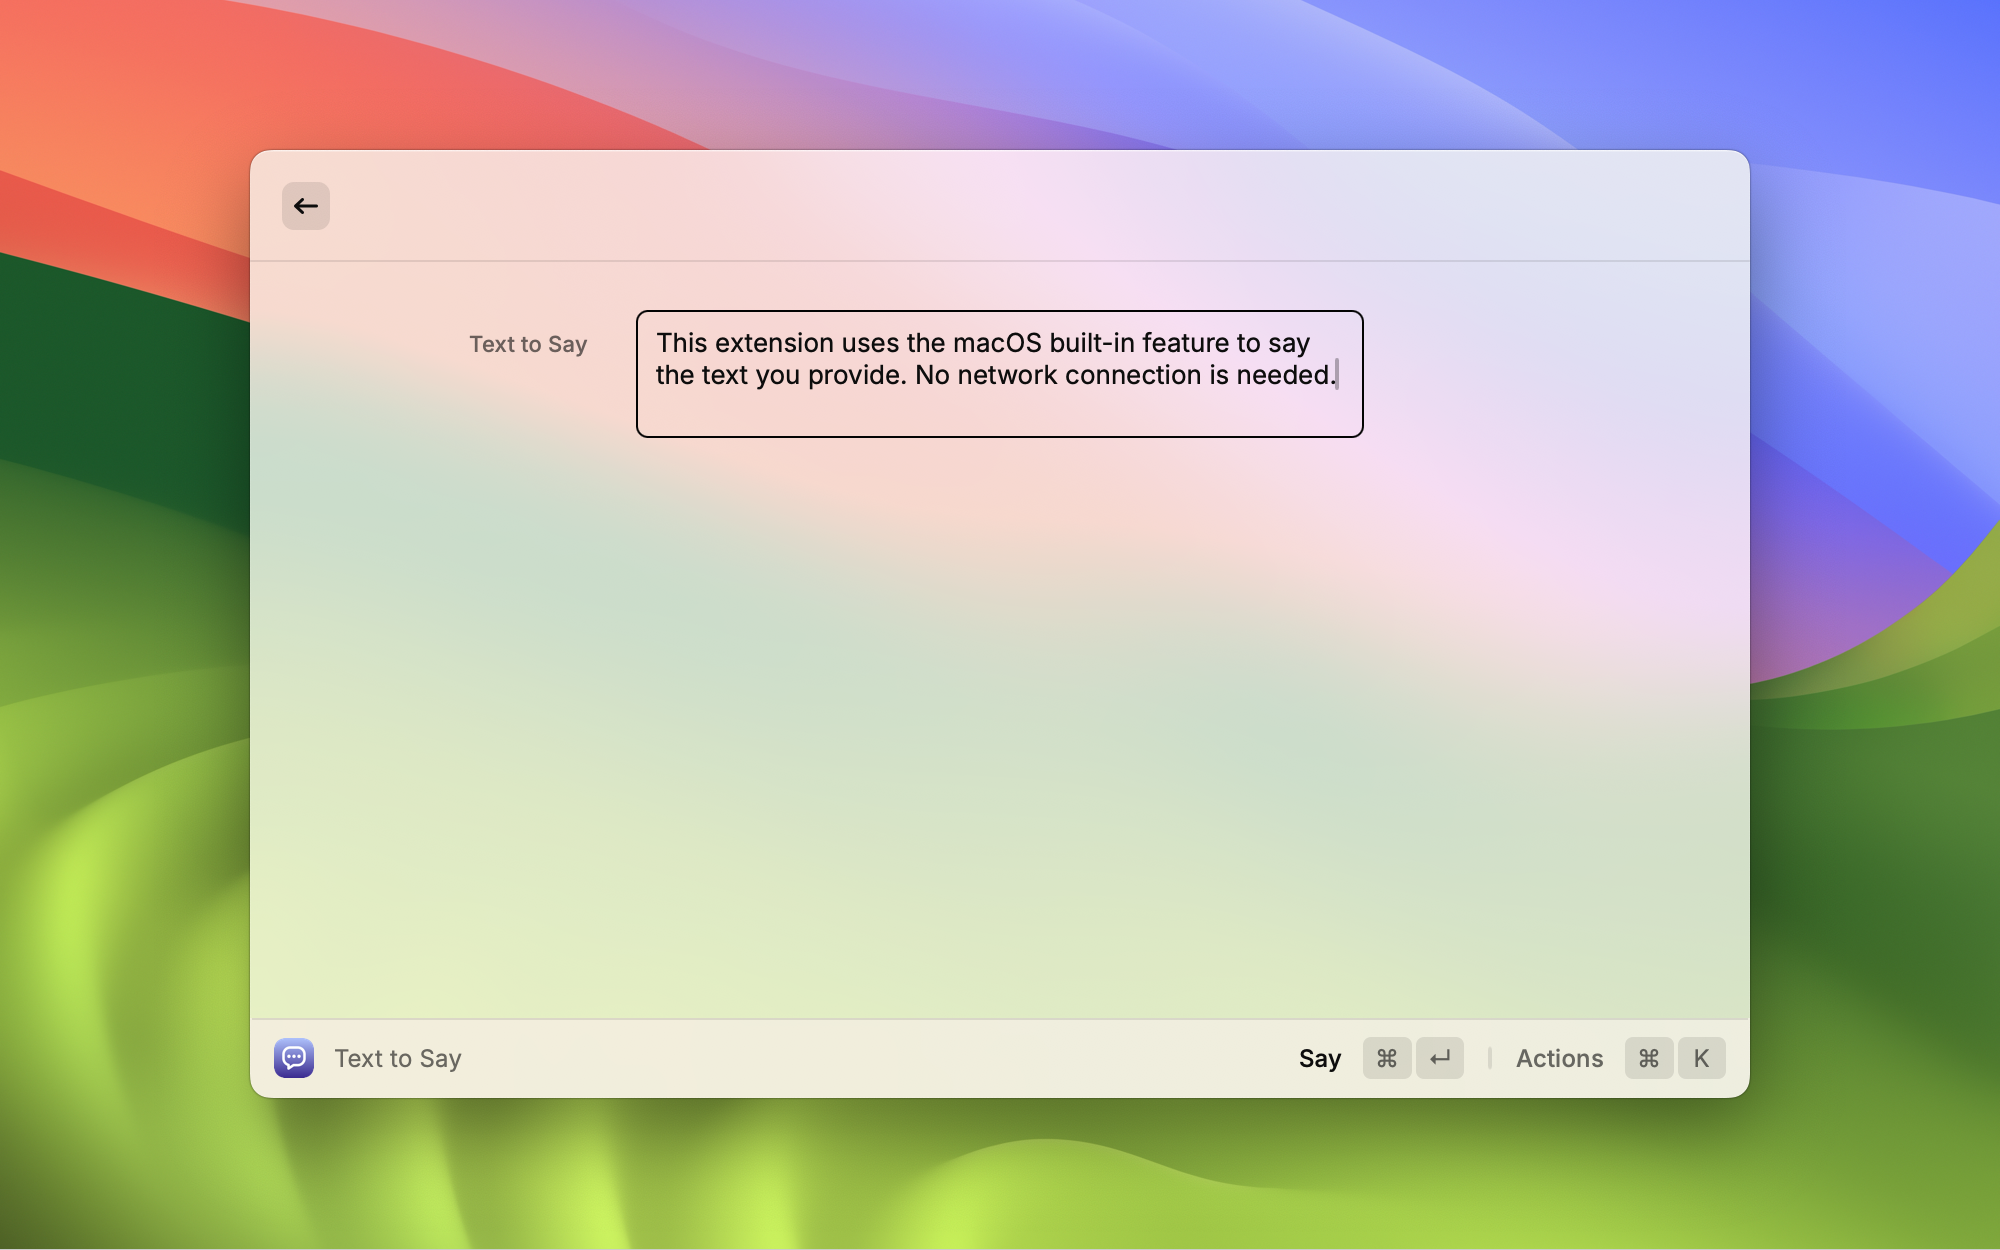 Text to Say
This extension uses the macOS built-in feature to say
the text you provide. No network connection is needed.
Text to Say
Say ⌘ ↵ Actions ⌘ K